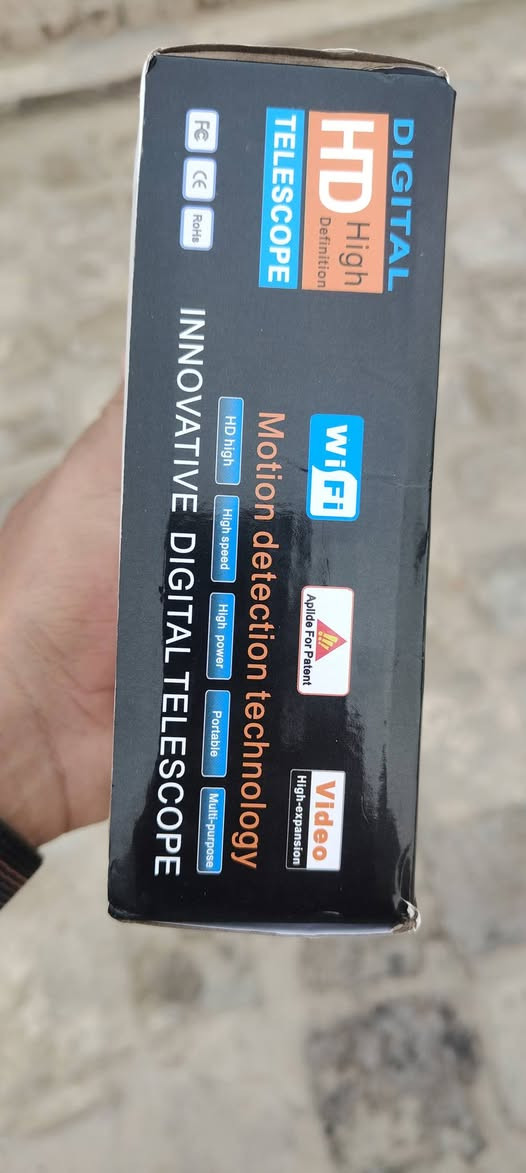 DIGITAL
HD High
Definition
TELESCOPE
FC CE RoHs
WiFi
Aplide For Patent
Video
High-expansion
Motion detection technology
HD high High speed High power Portable Multi-purpose
INNOVATIVE DIGITAL TELESCOPE